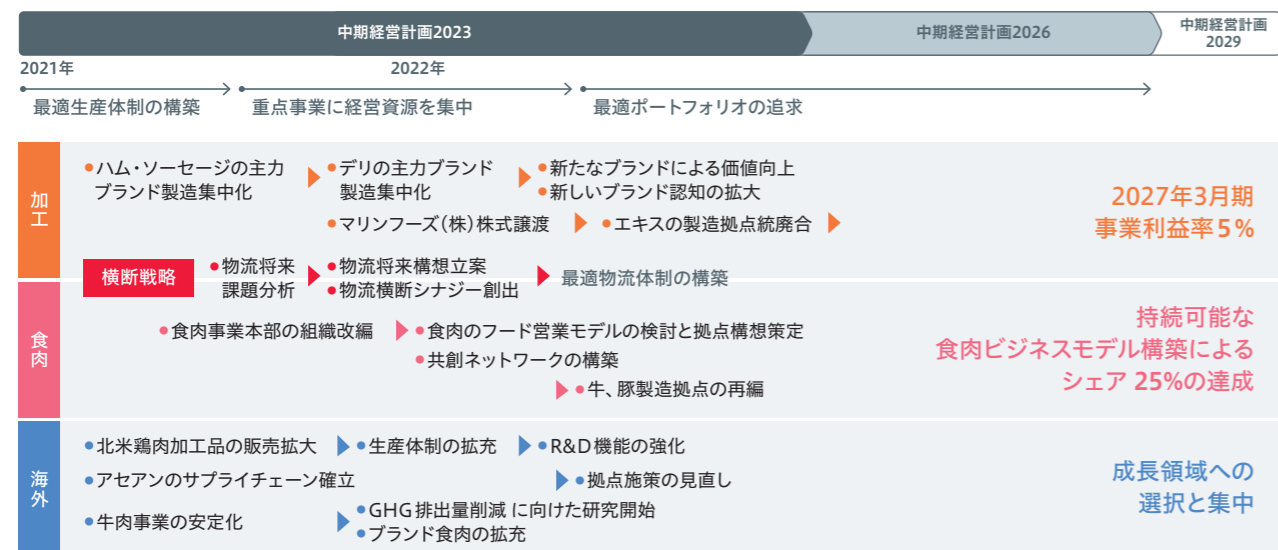 中期経営計画2023
中期経営計画2026
中期経営計画
2029
2021年
2022年
最適生産体制の構築
重点事業に経営資源を集中
最適ポートフォリオの追求
加工
●ハム・ソーセージの主力
ブランド製造集中化
●デリの主力ブランド
製造集中化
●新たなブランドによる価値向上
●新しいブランド認知の拡大
●マリンフーズ(株)株式譲渡
●エキスの製造拠点統廃合
2027年3月期
事業利益率5%
横断戦略
●物流将来
課題分析
●物流将来構想立案
●物流横断シナジー創出
最適物流体制の構築
食肉
●食肉事業本部の組織改編
●食肉のフード営業モデルの検討と拠点構想策定
●共創ネットワークの構築
●牛、豚製造拠点の再編
持続可能な
食肉ビジネスモデル構築による
シェア 25%の達成
海外
●北米鶏肉加工品の販売拡大
●生産体制の拡充
●R&D機能の強化
●アセアンのサプライチェーン確立
●拠点施策の見直し
●牛肉事業の安定化
●GHG排出量削減 に向けた研究開始
●ブランド食肉の拡充
成長領域への
選択と集中